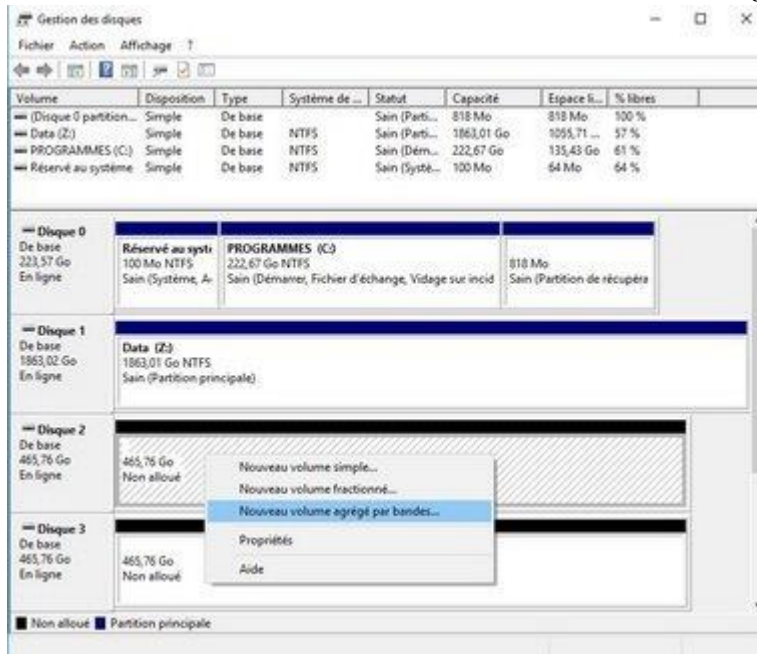 Gestion des disques
Fichier Action Affichage ?
Volume Disposition Type Système de ... Statut Capacité Espace li... % libres
(Disque 0 partition... Simple De base Sain (Parti... 818 Mo 818 Mo 100 %
Data (Z:) Simple De base NTFS Sain (Parti... 1863,01 Go 1055,71 ... 57 %
PROGRAMMES (C:) Simple De base NTFS Sain (Dém... 222,67 Go 135,43 Go 61 %
Réservé au système Simple De base NTFS Sain (Systè... 100 Mo 64 Mo 64 %
Disque 0
De base
223,57 Go
En ligne
Réservé au systè
100 Mo NTFS
Sain (Système, A
PROGRAMMES (C:)
222,67 Go NTFS
Sain (Démarrer, Fichier d'échange, Vidage sur incid
818 Mo
Sain (Partition de récupéra
Disque 1
De base
1863,02 Go
En ligne
Data (Z:)
1863,01 Go NTFS
Sain (Partition principale)
Disque 2
De base
465,76 Go
En ligne
465,76 Go
Non alloué
Nouveau volume simple...
Nouveau volume fractionné...
Nouveau volume agrégé par bandes...
Propriétés
Aide
Disque 3
De base
465,76 Go
En ligne
465,76 Go
Non alloué
Non alloué Partition principale